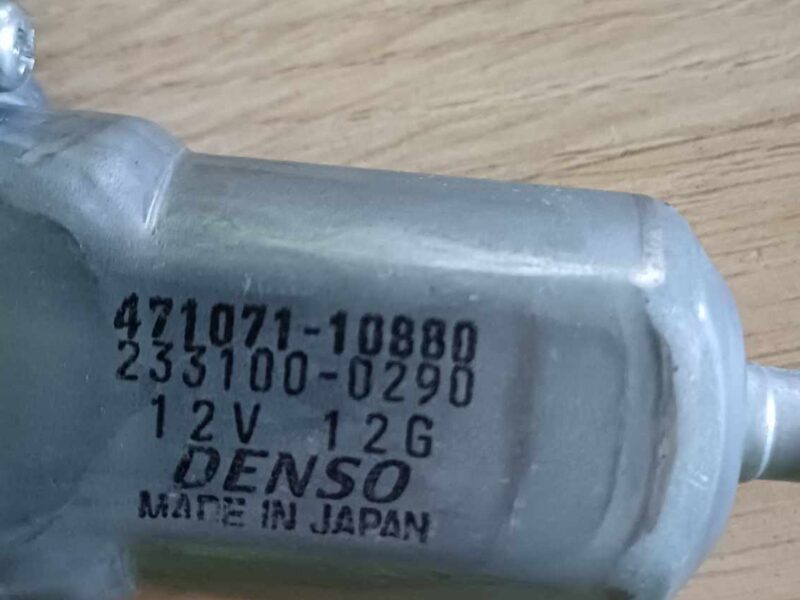 471071-10880
233100-0290
12V 12G
DENSO
MADE IN JAPAN